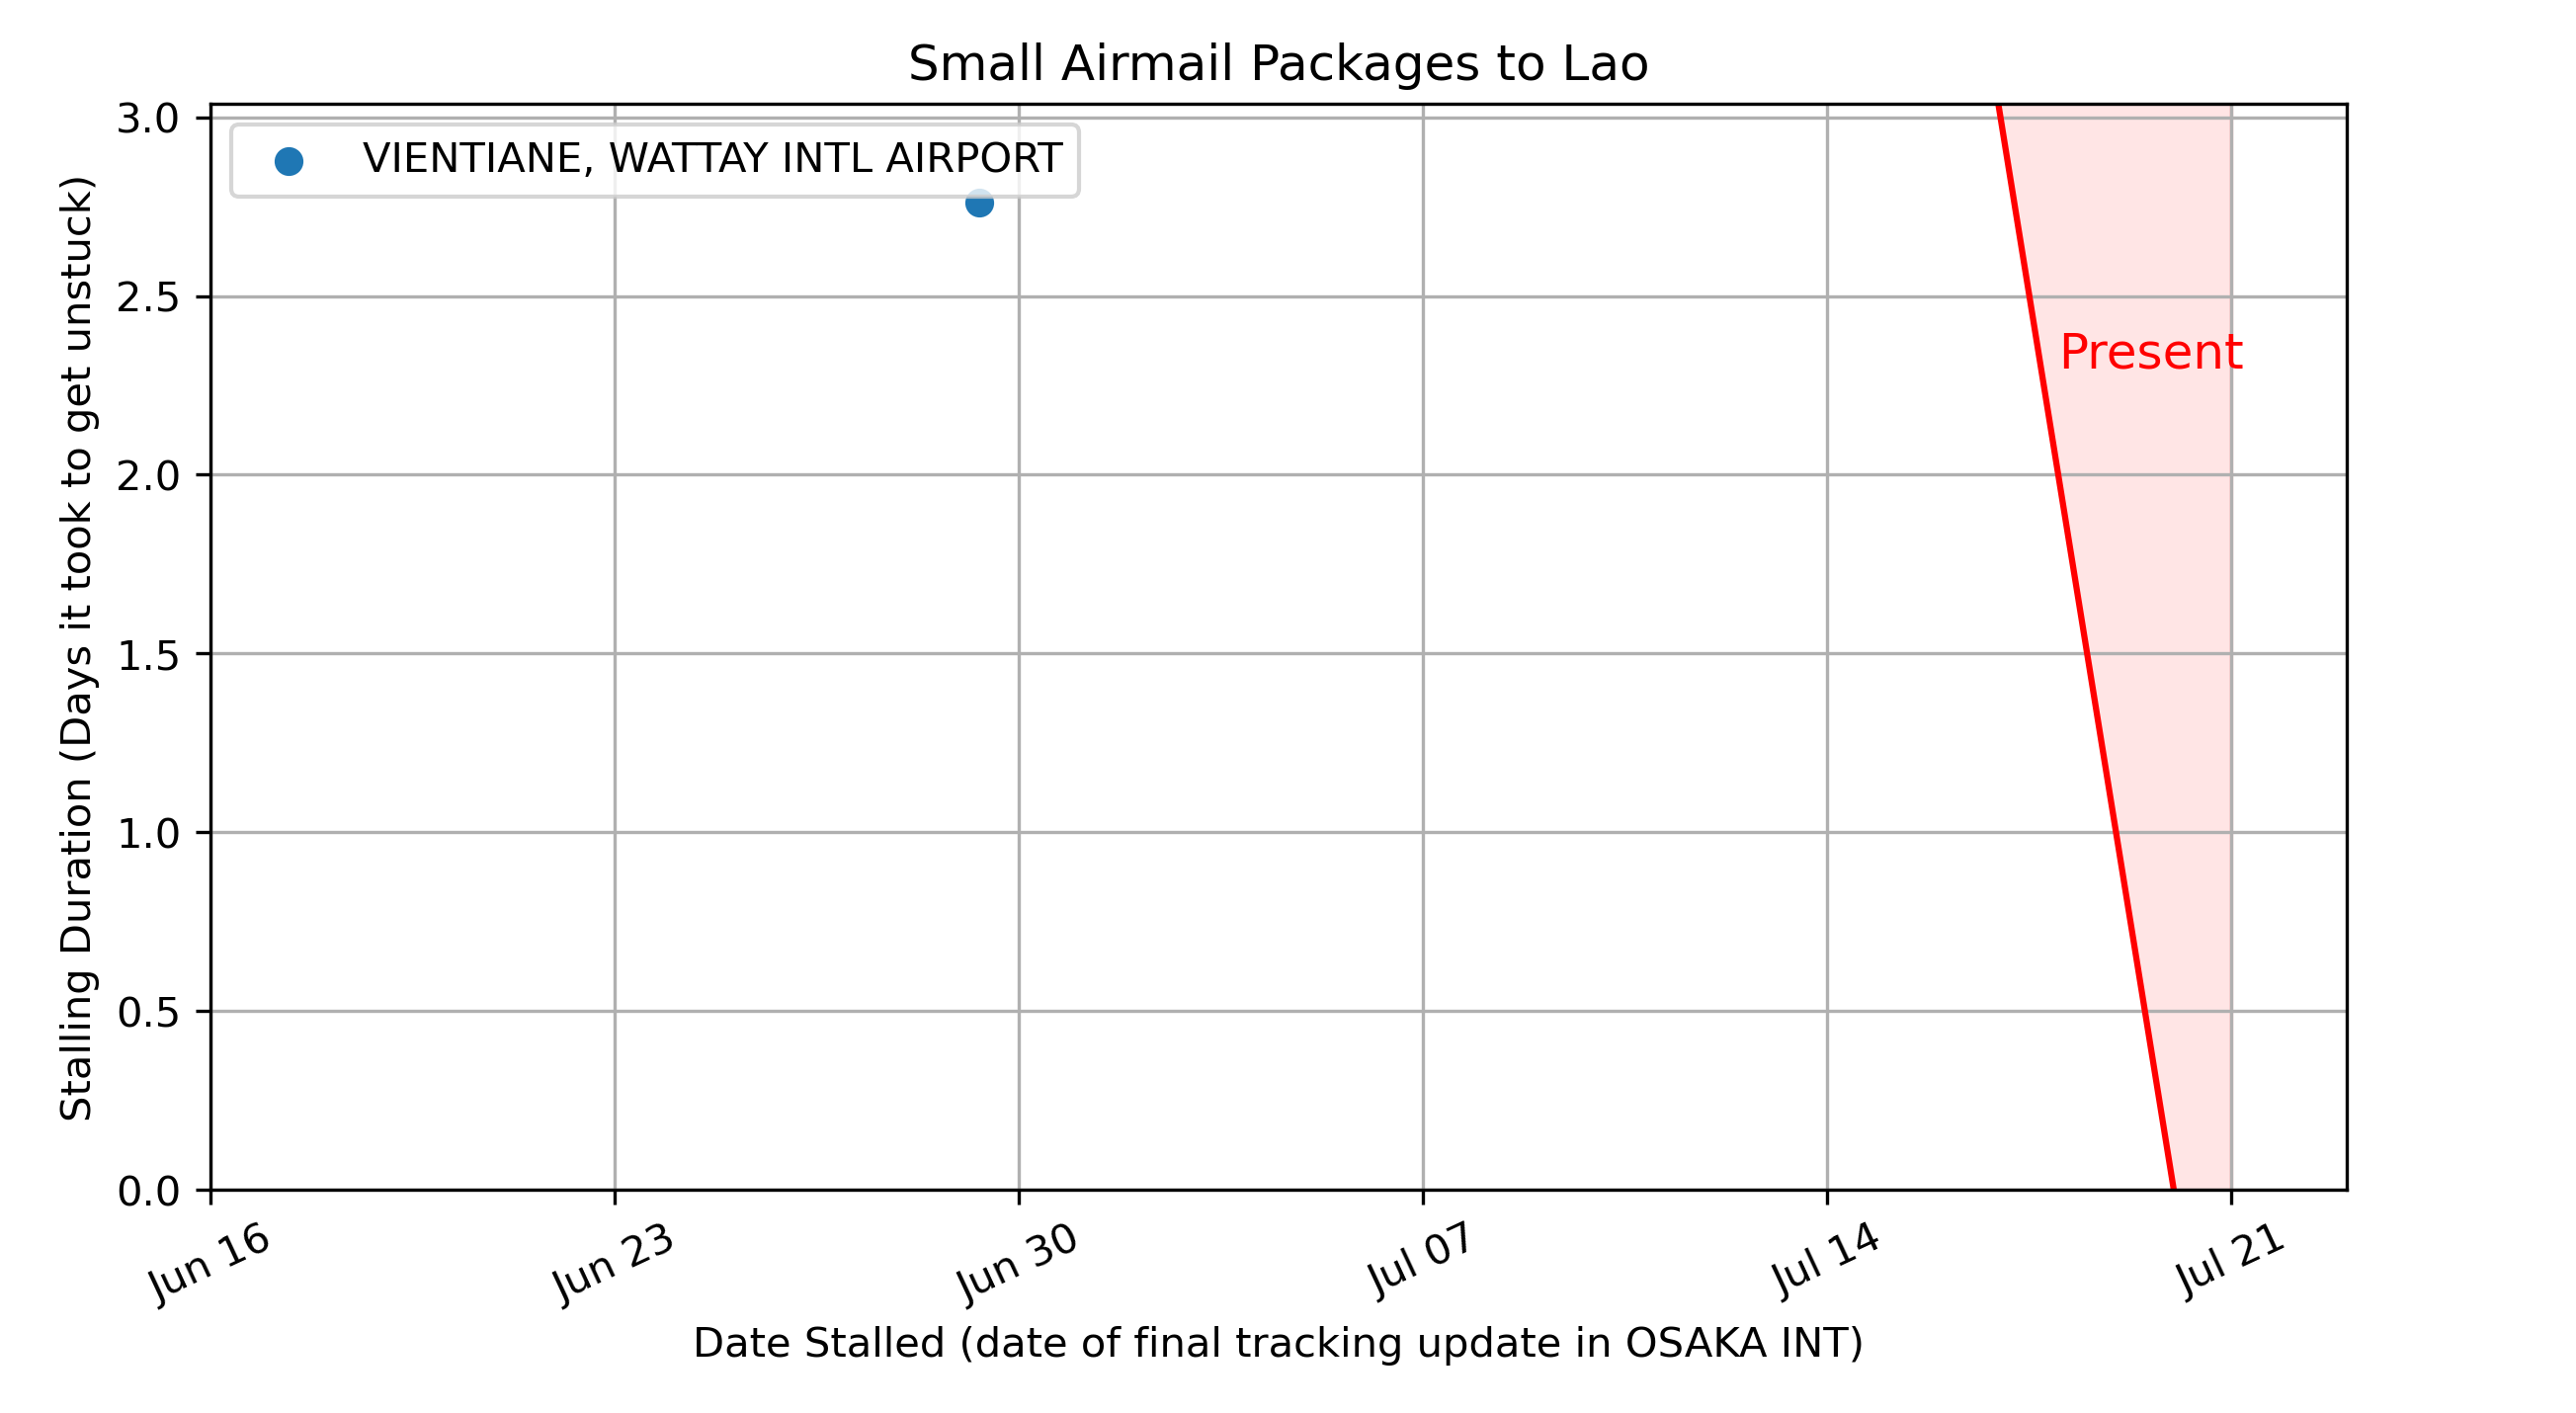 Small Airmail Packages to Lao
VIENTIANE, WATTAY INTL AIRPORT
Present
Stalling Duration (Days it took to get unstuck)
3.0
2.5
2.0
1.5
1.0
0.5
0.0
Jun 16
Jun 23
Jun 30
Jul 07
Jul 14
Jul 21
Date Stalled (date of final tracking update in OSAKA INT)